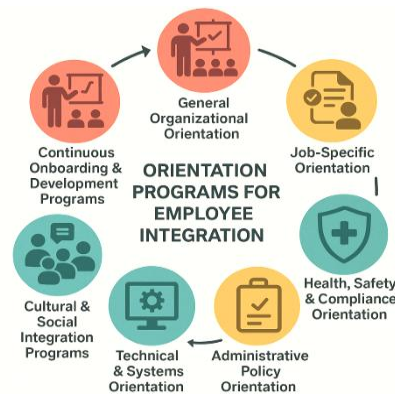 General
Organizational
Orientation
Job-Specific
Orientation
Continuous
Onboarding &
Development
Programs
ORIENTATION
PROGRAMS FOR
EMPLOYEE
INTEGRATION
Health, Safety
& Compliance
Orientation
Cultural &
Social
Integration
Programs
Technical
& Systems
Orientation
Administrative
Policy
Orientation